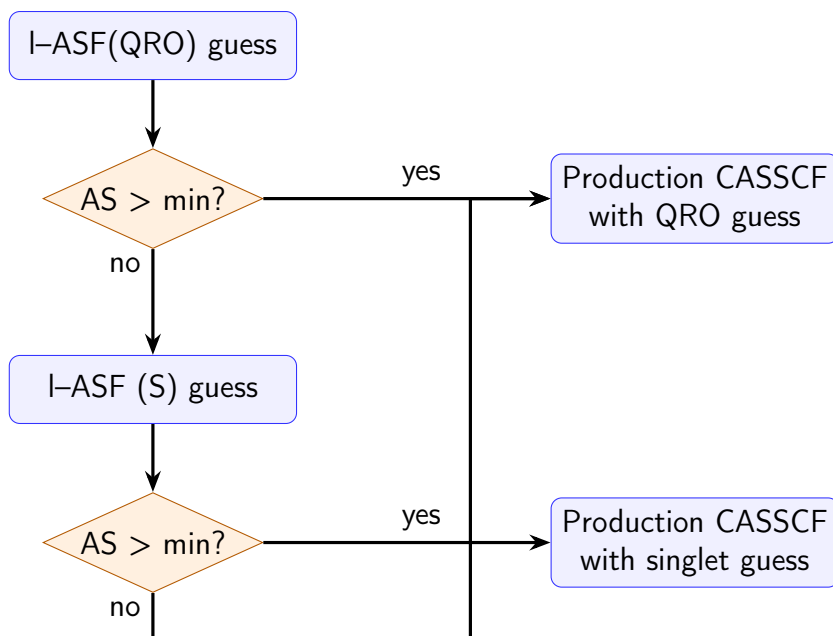 l–ASF(QRO) guess
AS > min?
yes
Production CASSCF
with QRO guess
no
l–ASF (S) guess
AS > min?
yes
Production CASSCF
with singlet guess
no